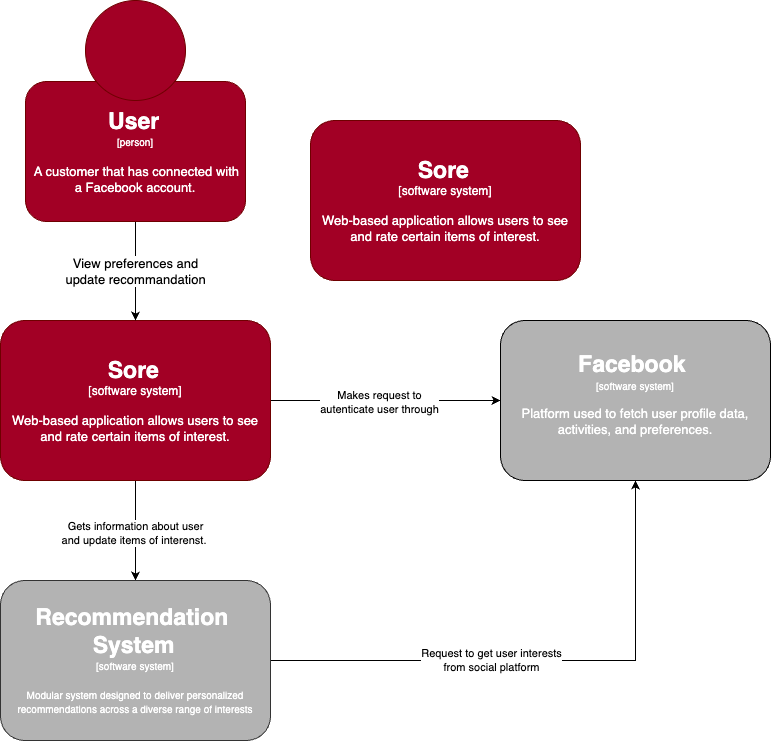 User
[person]
A customer that has connected with
a Facebook account.
Sore
[software system]
Web-based application allows users to see
and rate certain items of interest.
View preferences and
update recommandation
Sore
[software system]
Web-based application allows users to see
and rate certain items of interest.
Makes request to
autenticate user through
Facebook
[software system]
Platform used to fetch user profile data,
activities, and preferences.
Gets information about user
and update items of interenst.
Recommendation
System
[software system]
Modular system designed to deliver personalized
recommendations across a diverse range of interests
Request to get user interests
from social platform